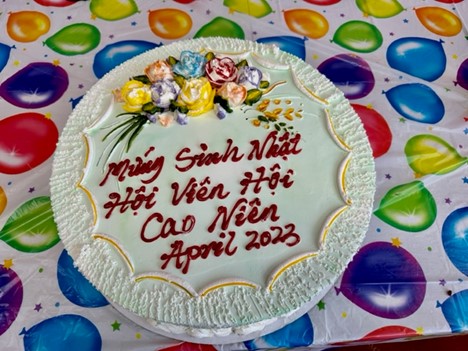 Mừng Sinh Nhật
Hội Viên Hội
Cao Niên
April 2023